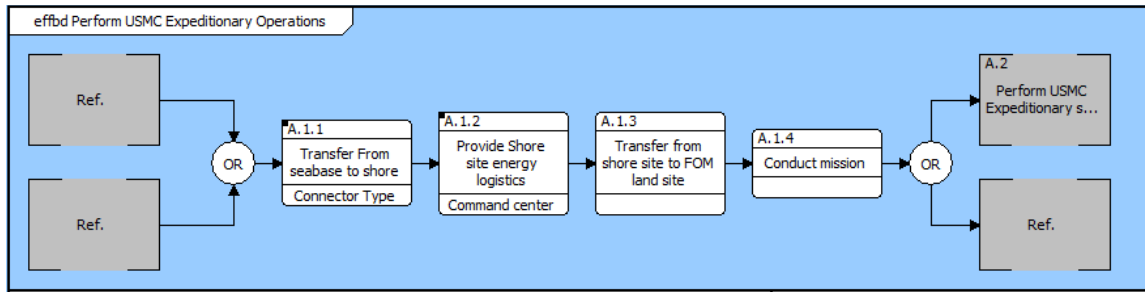 effbd Perform USMC Expeditionary Operations
Ref.
Ref.
OR
A.1.1
Transfer From
seabase to shore
Connector Type
A.1.2
Provide Shore
site energy
logistics
Command center
A.1.3
Transfer from
shore site to FOM
land site
A.1.4
Conduct mission
OR
A.2
Perform USMC
Expeditionary s...
Ref.